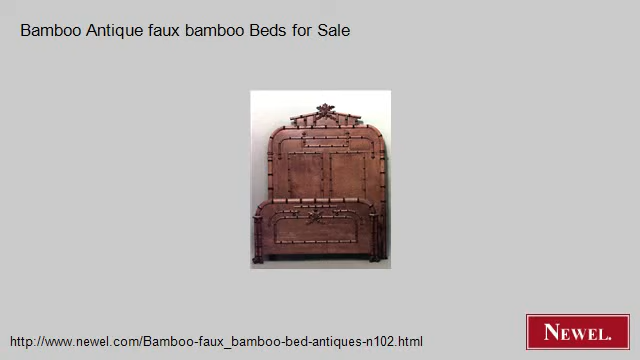 Bamboo Antique faux bamboo Beds for Sale
http://www.newel.com/Bamboo-faux_bamboo-bed-antiques-n102.html
NEWEL.